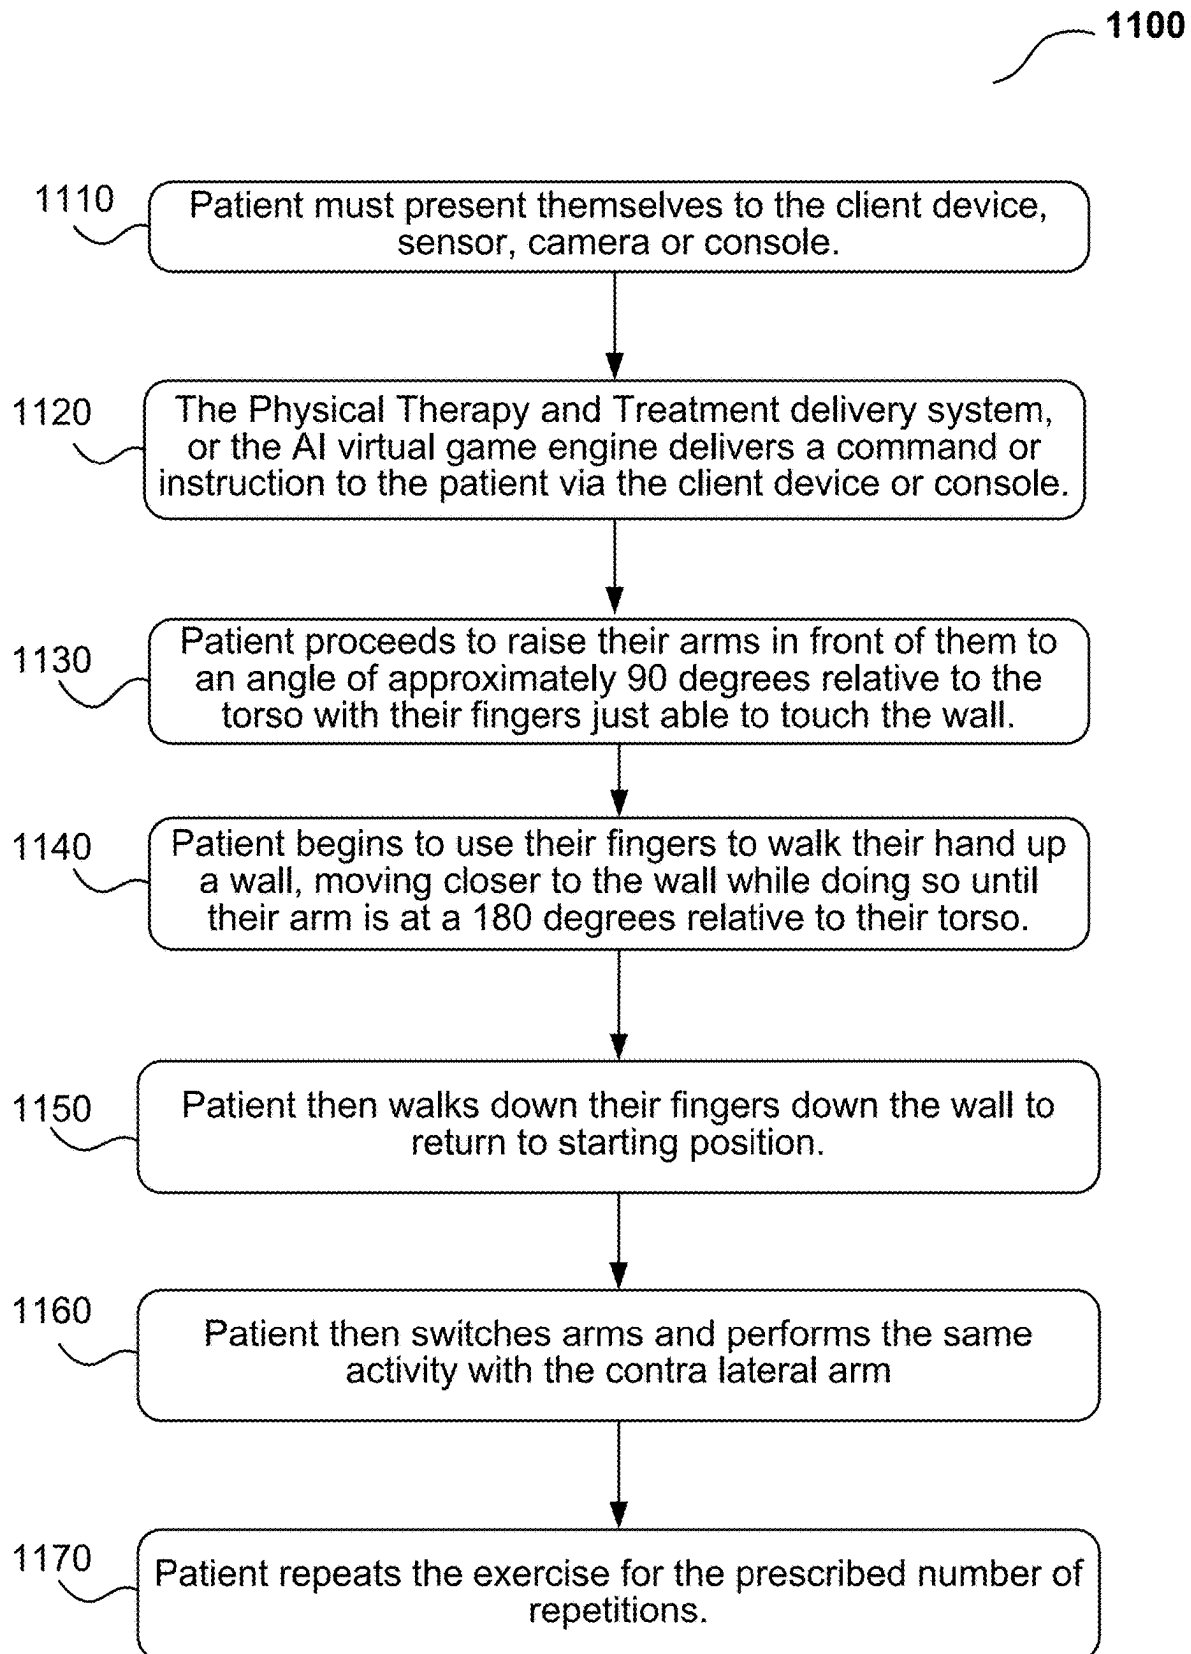 1100
1110
Patient must present themselves to the client device,
sensor, camera or console.
1120
The Physical Therapy and Treatment delivery system,
or the AI virtual game engine delivers a command or
instruction to the patient via the client device or console.
1130
Patient proceeds to raise their arms in front of them to
an angle of approximately 90 degrees relative to the
torso with their fingers just able to touch the wall.
1140
Patient begins to use their fingers to walk their hand up
a wall, moving closer to the wall while doing so until
their arm is at a 180 degrees relative to their torso.
1150
Patient then walks down their fingers down the wall to
return to starting position.
1160
Patient then switches arms and performs the same
activity with the contra lateral arm
1170
Patient repeats the exercise for the prescribed number of
repetitions.